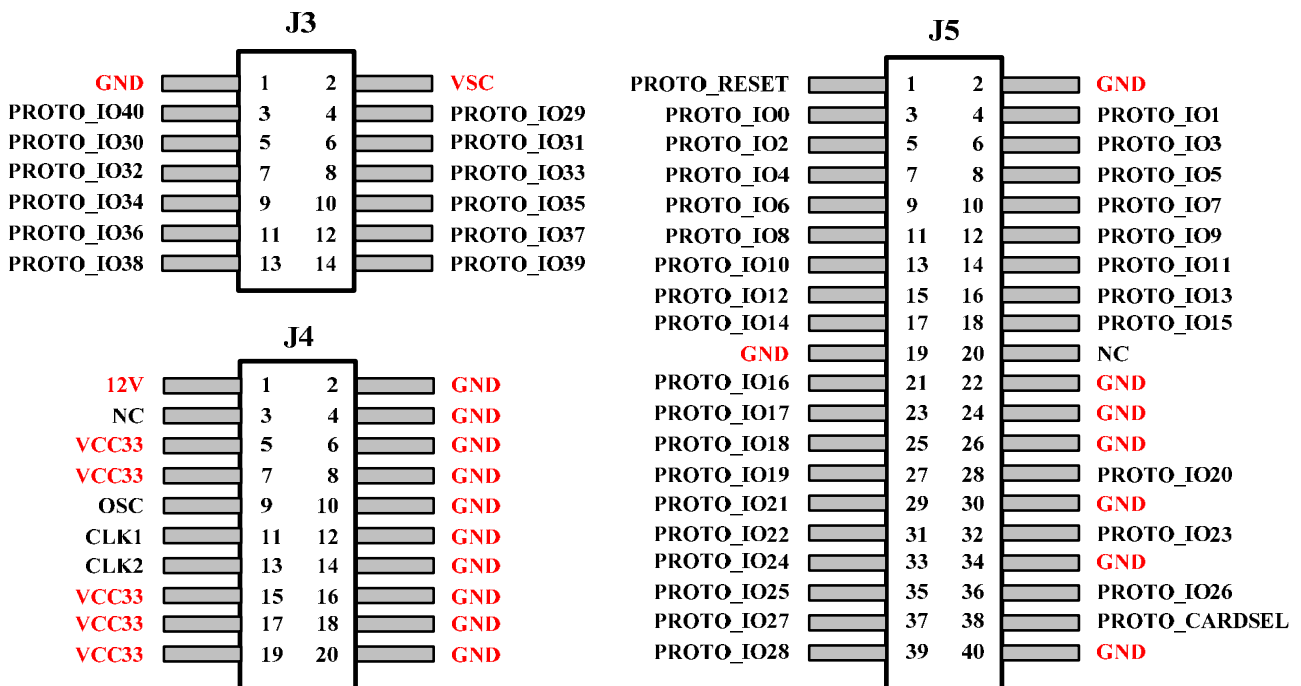 J3
GND 1 2 VSC
PROTO_IO40 3 4 PROTO_IO29
PROTO_IO30 5 6 PROTO_IO31
PROTO_IO32 7 8 PROTO_IO33
PROTO_IO34 9 10 PROTO_IO35
PROTO_IO36 11 12 PROTO_IO37
PROTO_IO38 13 14 PROTO_IO39
J4
12V 1 2 GND
NC 3 4 GND
VCC33 5 6 GND
VCC33 7 8 GND
OSC 9 10 GND
CLK1 11 12 GND
CLK2 13 14 GND
VCC33 15 16 GND
VCC33 17 18 GND
VCC33 19 20 GND
J5
PROTO_RESET 1 2 GND
PROTO_IO0 3 4 PROTO_IO1
PROTO_IO2 5 6 PROTO_IO3
PROTO_IO4 7 8 PROTO_IO5
PROTO_IO6 9 10 PROTO_IO7
PROTO_IO8 11 12 PROTO_IO9
PROTO_IO10 13 14 PROTO_IO11
PROTO_IO12 15 16 PROTO_IO13
PROTO_IO14 17 18 PROTO_IO15
GND 19 20 NC
PROTO_IO16 21 22 GND
PROTO_IO17 23 24 GND
PROTO_IO18 25 26 GND
PROTO_IO19 27 28 PROTO_IO20
PROTO_IO21 29 30 GND
PROTO_IO22 31 32 PROTO_IO23
PROTO_IO24 33 34 GND
PROTO_IO25 35 36 PROTO_IO26
PROTO_IO27 37 38 PROTO_CARDSEL
PROTO_IO28 39 40 GND